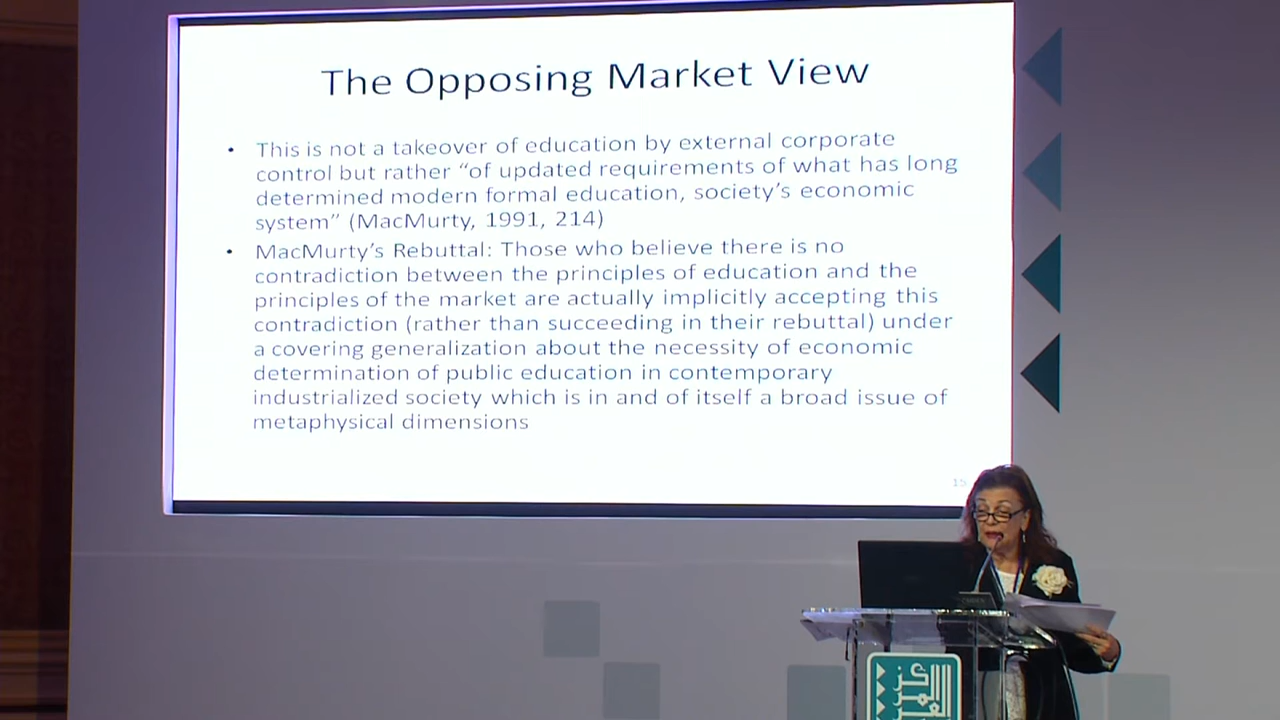 The Opposing Market View
• This is not a takeover of education by external corporate
control but rather “of updated requirements of what has long
determined modern formal education, society’s economic
system” (MacMurty, 1991, 214)
• MacMurty’s Rebuttal: Those who believe there is no
contradiction between the principles of education and the
principles of the market are actually implicitly accepting this
contradiction (rather than succeeding in their rebuttal) under
a covering generalization about the necessity of economic
determination of public education in contemporary
industrialized society which is in and of itself a broad issue of
metaphysical dimensions